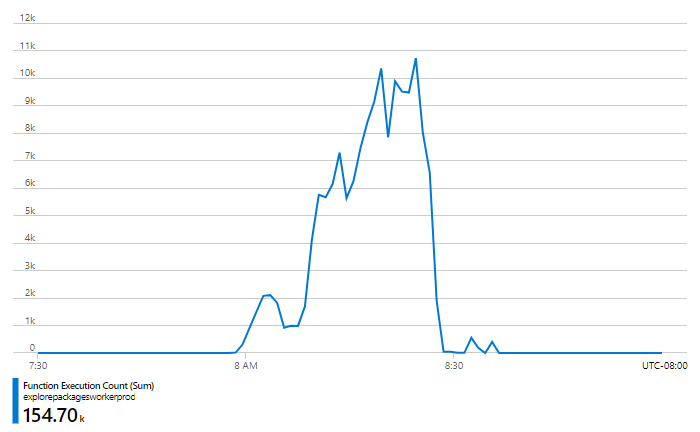 12k
11k
10k
9k
8k
7k
6k
5k
4k
3k
2k
1k
0
7:30 8 AM 8:30 UTC-08:00
Function Execution Count (Sum)
explorepackagesworkerprod
154.70 k